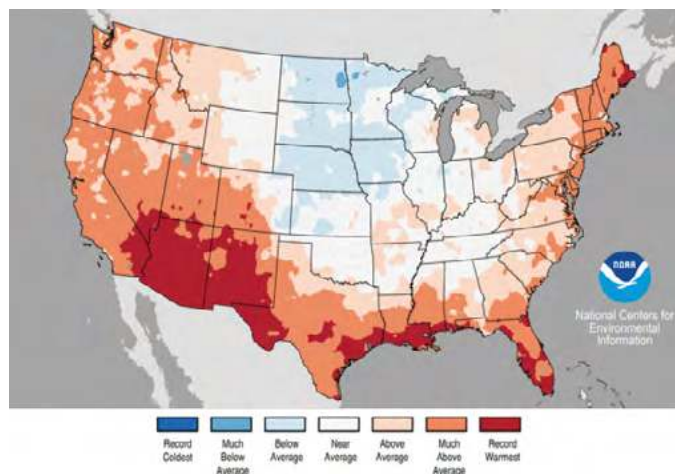 NOAA
National Centers for
Environmental
Information
Record
Coldest
Much
Below
Average
Below
Average
Near
Average
Above
Average
Much
Above
Average
Record
Warmest